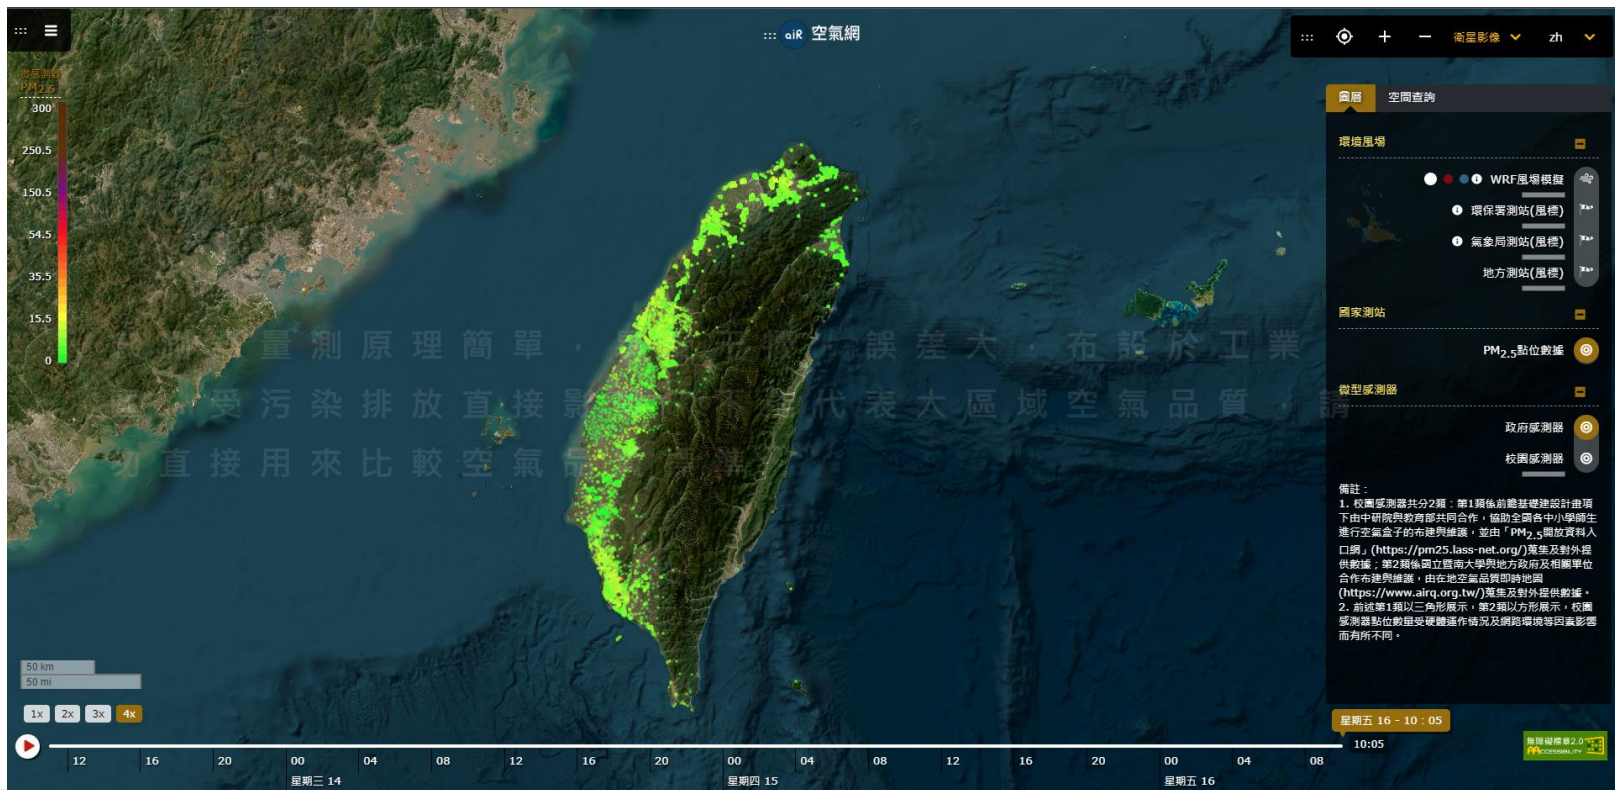 空氣網
aiR
衛星影像
zh
微感測器
PM2.5
300
250.5
150.5
54.5
35.5
15.5
0
圖層 空間查詢
環境風場
WRF風場模擬
環保署測站(風標)
氣象局測站(風標)
地方測站(風標)
國家測站
PM2.5點位數據
微型感測器
政府感測器
校園感測器
備註：
1. 校園感測器共分2類：第1類係前瞻基礎建設計畫項
下由中研院與教育部共同合作，協助全國各中小學師生
進行空氣盒子的布建與維護，並由「PM2.5開放資料入
口網」(https://pm25.lass-net.org/)蒐集及對外提
供數據；第2類係國立暨南大學與地方政府及相關單位
合作布建與維護，由在地空氣品質即時地圖
(https://www.airq.org.tw/)蒐集及對外提供數據。
2. 前述第1類以三角形展示，第2類以方形展示，校園
感測器點位數量受硬體運作情況及網路環境等因素影響
而有所不同。
量測原理簡單， 誤差大，布設於工業
受污染排放直接影 代表大區域空氣品質，請
勿直接用來比較空氣品
50 km
50 mi
1x 2x 3x 4x
星期五 16 - 10：05
10:05
12 16 20 00 04 08 12 16 20 00 04 08 12 16 20 00 04 08
星期三 14 星期四 15 星期五 16
無障礙標章2.0
ACCESSIBILITY